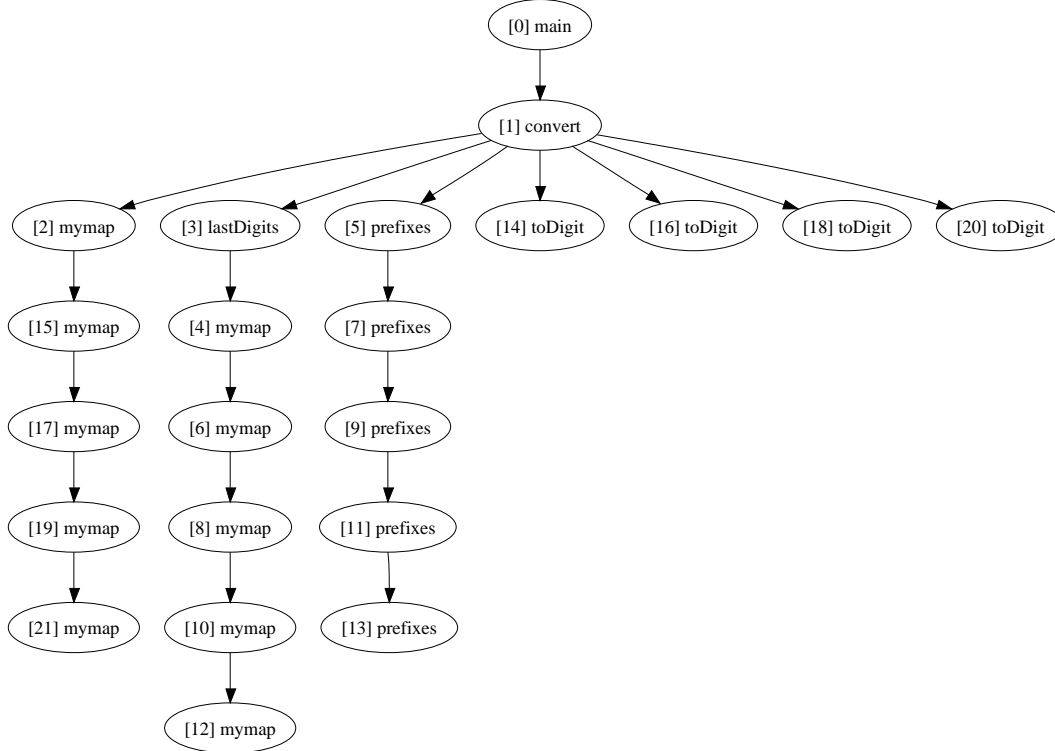 [0] main
[1] convert
[2] mymap
[3] lastDigits
[5] prefixes
[14] toDigit
[16] toDigit
[18] toDigit
[20] toDigit
[15] mymap
[4] mymap
[7] prefixes
[17] mymap
[6] mymap
[9] prefixes
[19] mymap
[8] mymap
[11] prefixes
[21] mymap
[10] mymap
[13] prefixes
[12] mymap